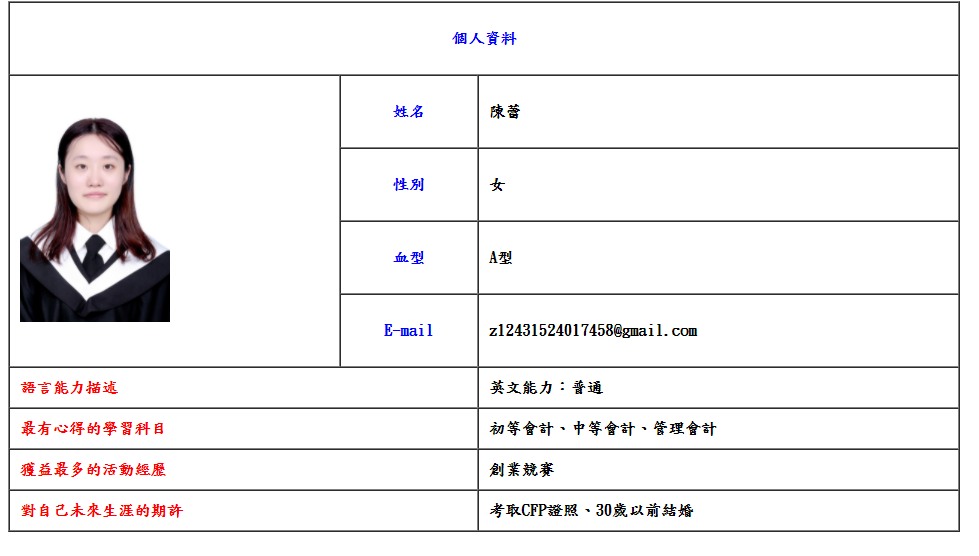 個人資料
姓名 陳蕾
性別 女
血型 A型
E-mail z12431524017458@gmail.com
語言能力描述 英文能力：普通
最有心得的學習科目 初等會計、中等會計、管理會計
獲益最多的活動經歷 創業競賽
對自己未來生涯的期許 考取CFP證照、30歲以前結婚